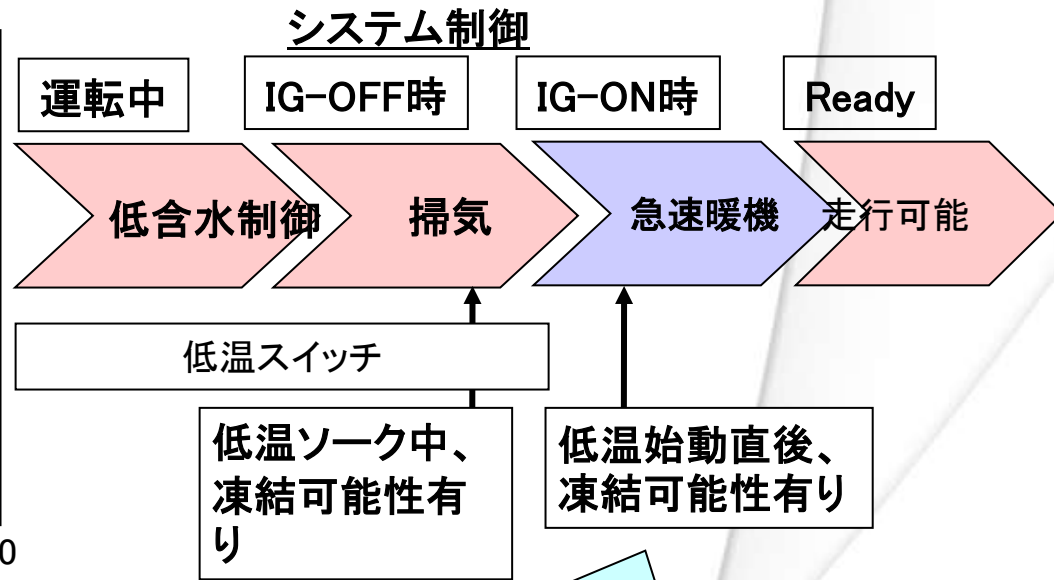 システム制御
運転中
IG-OFF時
IG-ON時
Ready
低含水制御
掃気
急速暖機
走行可能
低温スイッチ
低温ソーク中、
凍結可能性有
り
低温始動直後、
凍結可能性有り
0